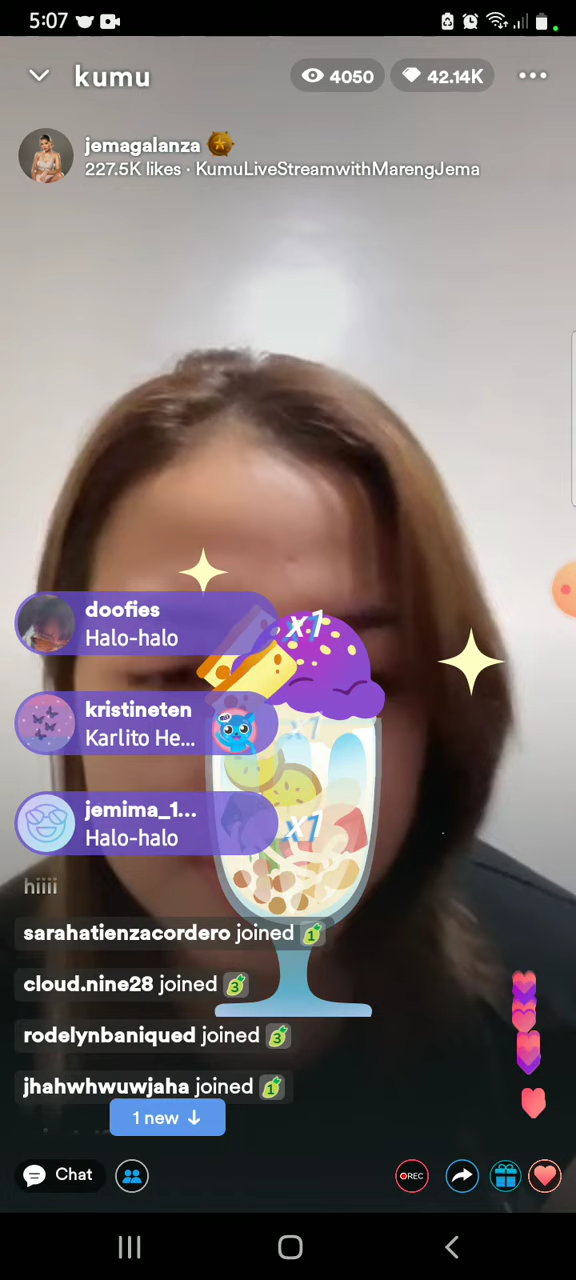 5:07
kumu
4050
42.14K
jemagalanza
227.5K likes · KumuLiveStreamwithMarengJema
doofies
Halo-halo
x1
kristineten
Karlito He...
x1
jemima_1...
Halo-halo
x1
hiiii
sarahatienzacordero joined 1
cloud.nine28 joined 3
rodelynbaniqued joined 3
jhahwhwuwjaha joined 1
1 new ↓
Chat
REC